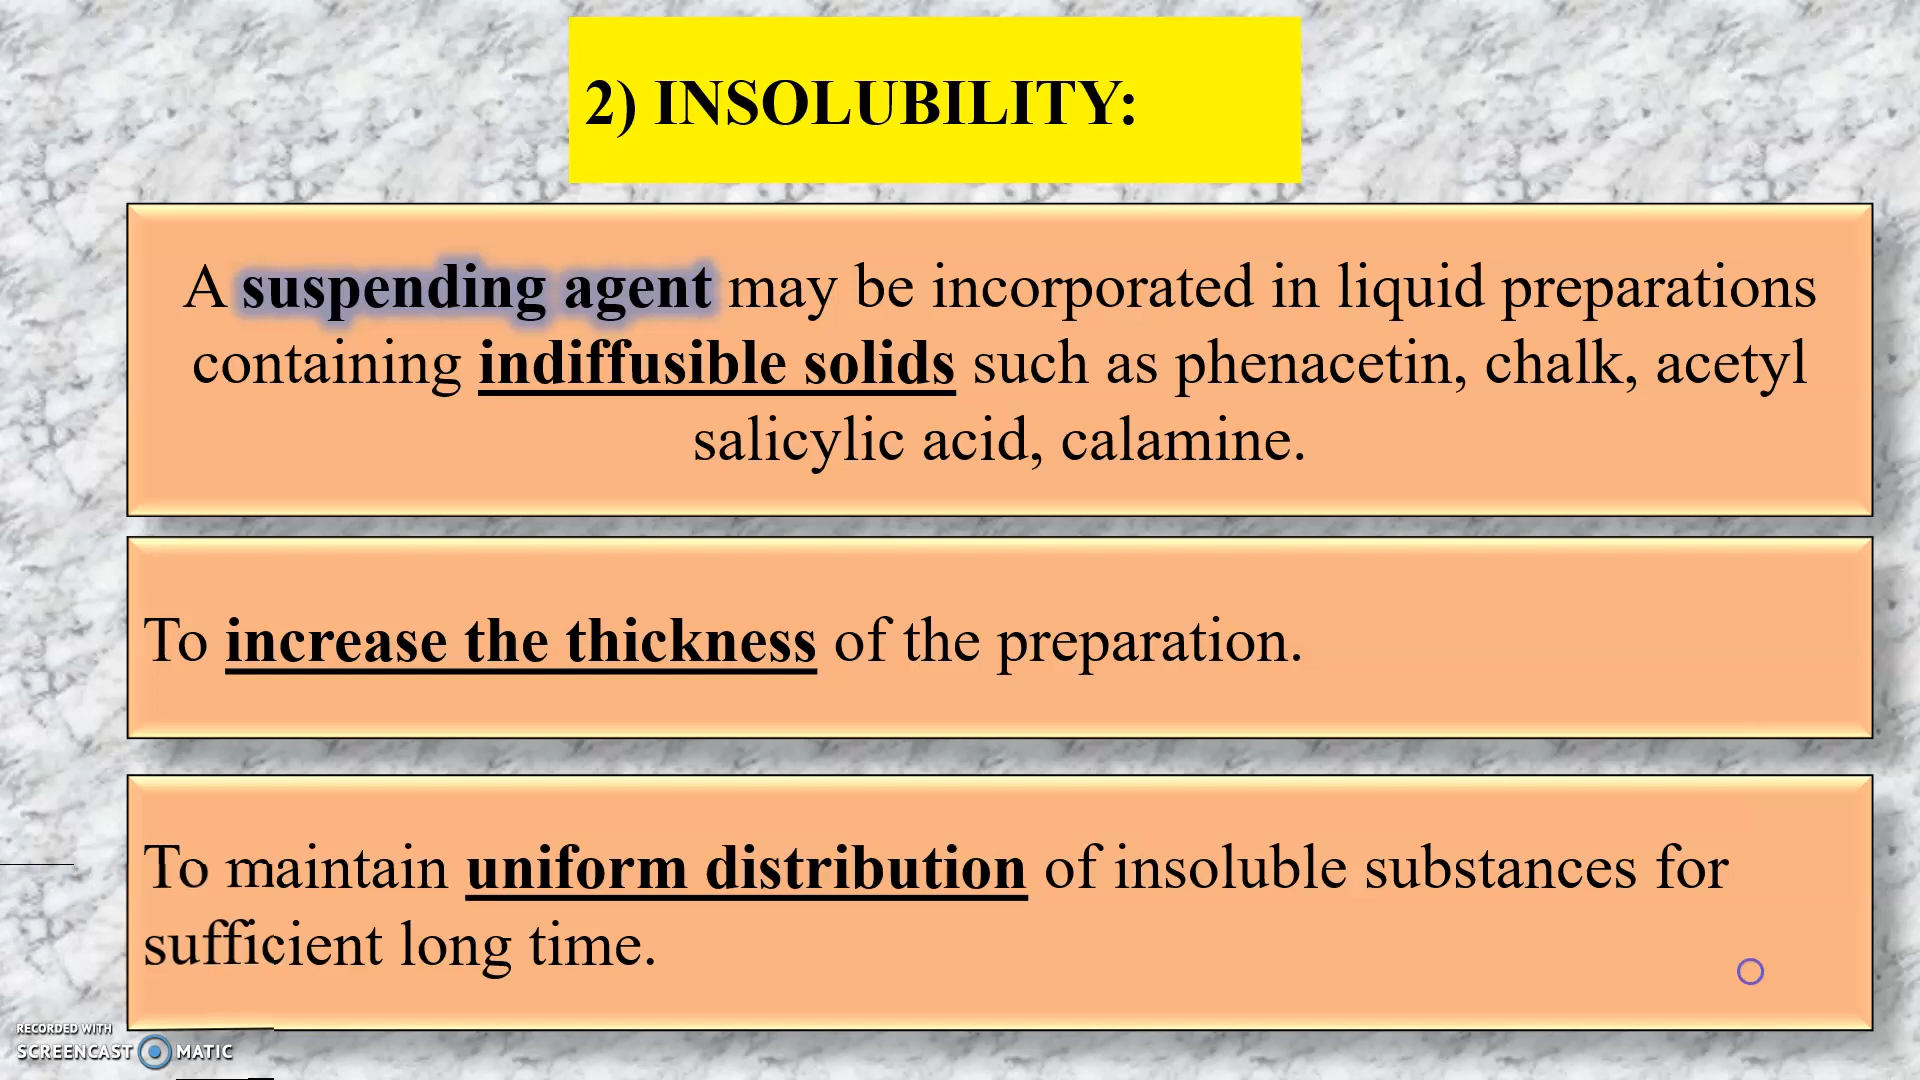 2) INSOLUBILITY:
A suspending agent may be incorporated in liquid preparations
containing indiffusible solids such as phenacetin, chalk, acetyl
salicylic acid, calamine.
To increase the thickness of the preparation.
To maintain uniform distribution of insoluble substances for
sufficient long time.
RECORDED WITH
SCREENCAST MATIC